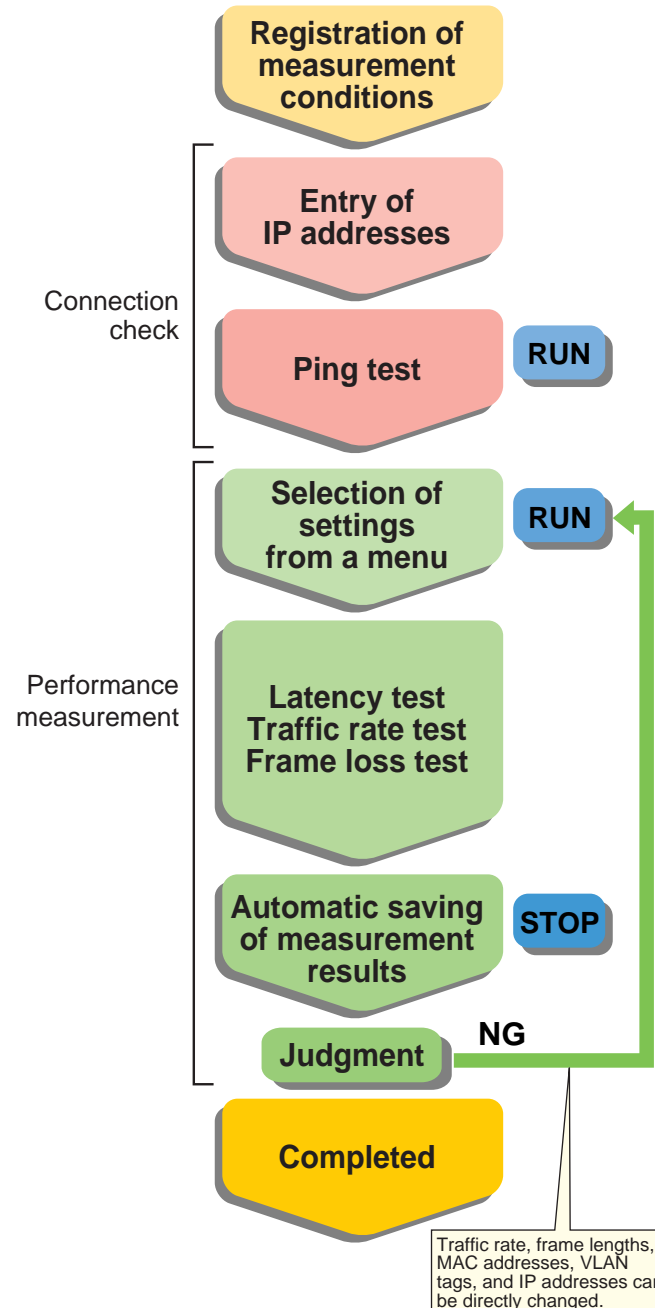 Registration of
measurement
conditions
Entry of
IP addresses
Connection
check
Ping test
RUN
Selection of
settings
from a menu
RUN
Performance
measurement
Latency test
Traffic rate test
Frame loss test
Automatic saving
of measurement
results
STOP
Judgment
NG
Completed
Traffic rate, frame lengths,
MAC addresses, VLAN
tags, and IP addresses can
be directly changed.